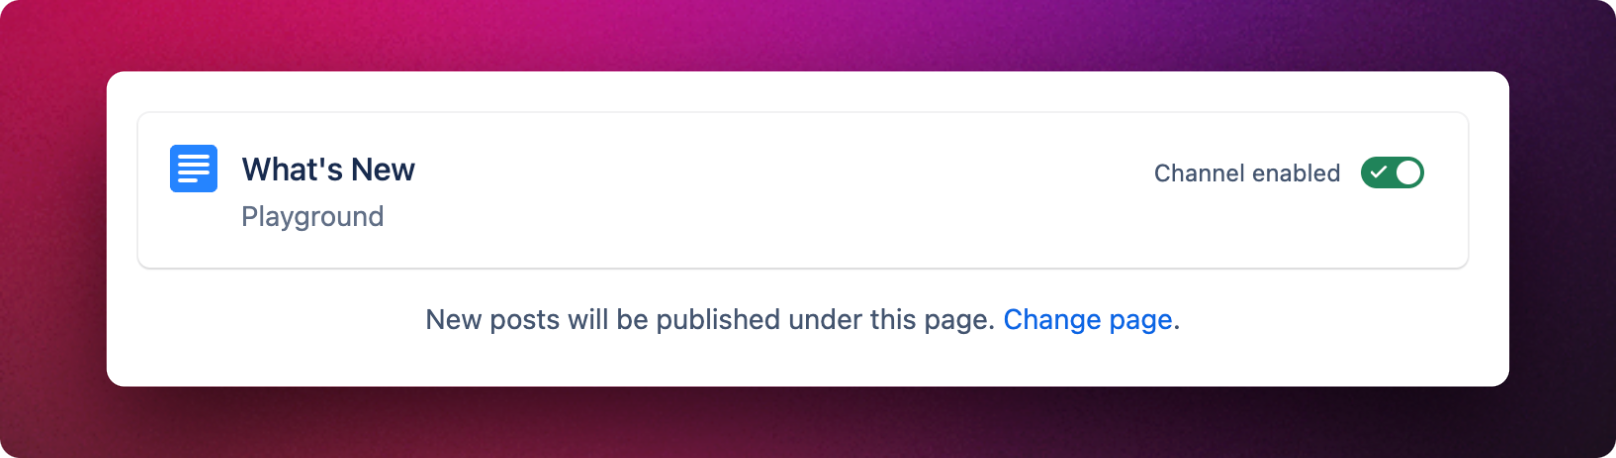 What's New
Channel enabled
Playground
New posts will be published under this page. Change page.